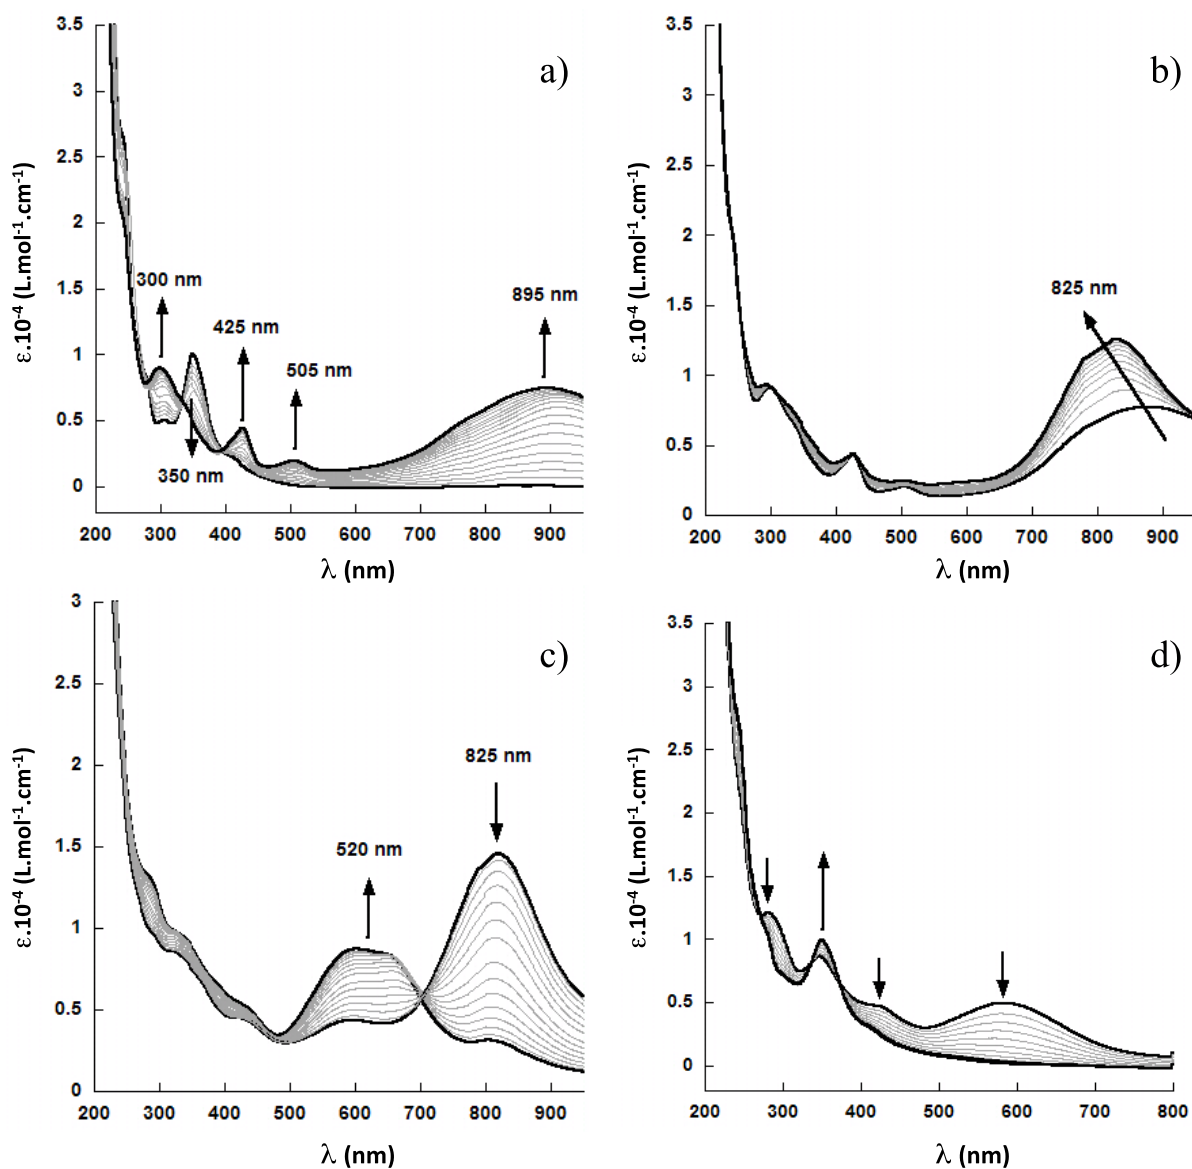 a)
3.5
3
2.5
2
1.5
1
0.5
0
ε.10⁻⁴ (L.mol⁻¹.cm⁻¹)
300 nm
350 nm
425 nm
505 nm
895 nm
200 300 400 500 600 700 800 900
λ (nm)
b)
3.5
3
2.5
2
1.5
1
0.5
0
ε.10⁻⁴ (L.mol⁻¹.cm⁻¹)
825 nm
200 300 400 500 600 700 800 900
λ (nm)
c)
3
2.5
2
1.5
1
0.5
0
ε.10⁻⁴ (L.mol⁻¹.cm⁻¹)
520 nm
825 nm
200 300 400 500 600 700 800 900
λ (nm)
d)
3.5
3
2.5
2
1.5
1
0.5
0
ε.10⁻⁴ (L.mol⁻¹.cm⁻¹)
200 300 400 500 600 700 800
λ (nm)